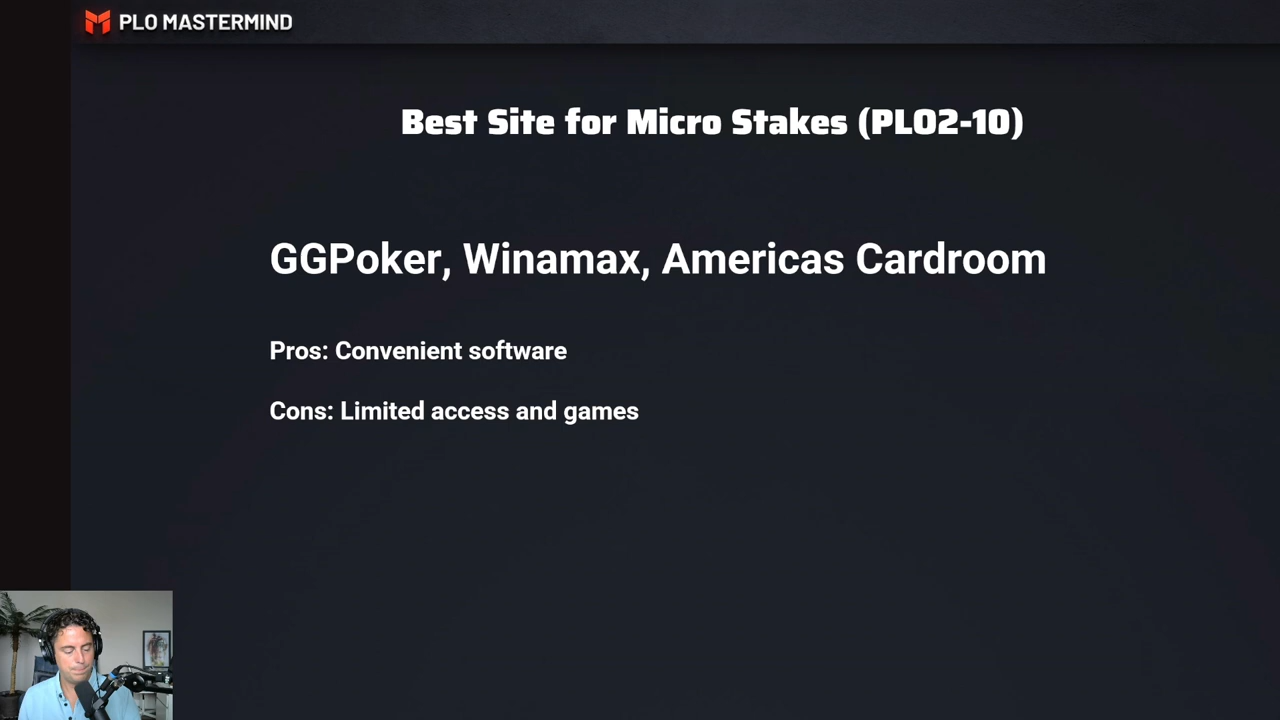 PLO MASTERMIND
Best Site for Micro Stakes (PLO2-10)
GGPoker, Winamax, Americas Cardroom
Pros: Convenient software
Cons: Limited access and games